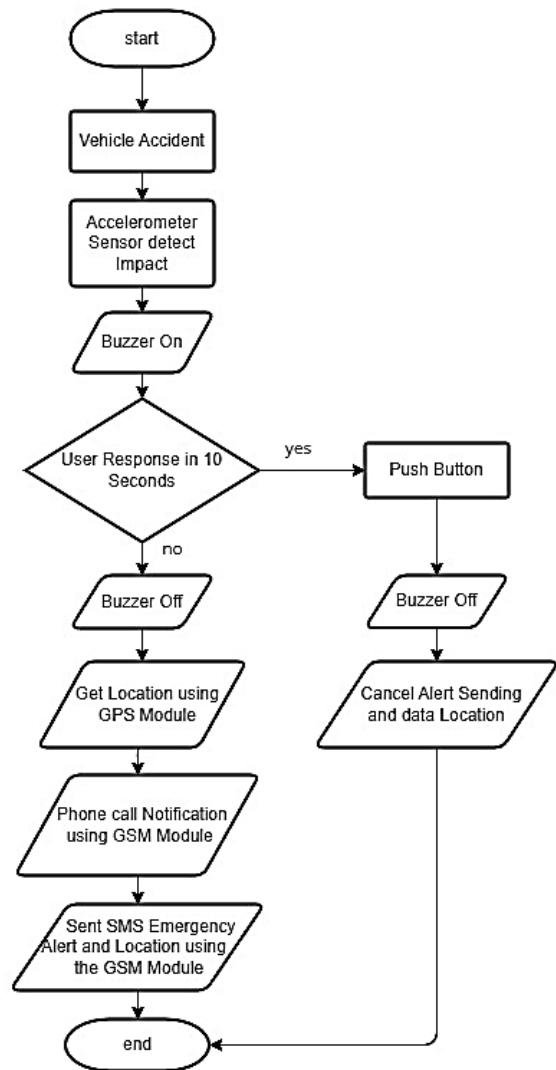 start
Vehicle Accident
Accelerometer
Sensor detect
Impact
Buzzer On
User Response in 10
Seconds
yes
Push Button
no
Buzzer Off
Buzzer Off
Get Location using
GPS Module
Cancel Alert Sending
and data Location
Phone call Notification
using GSM Module
Sent SMS Emergency
Alert and Location using
the GSM Module
end